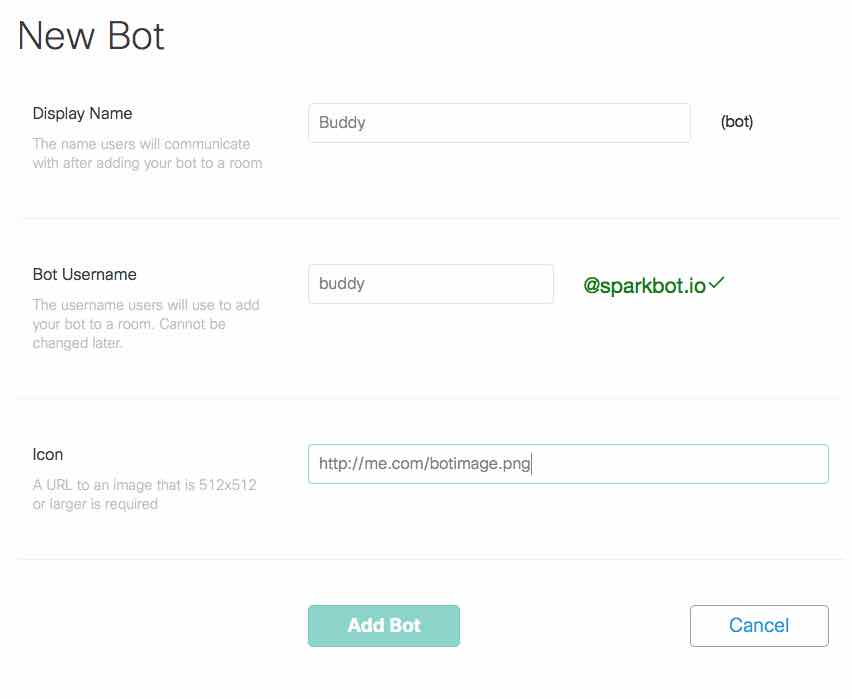 New Bot
Display Name
Buddy
(bot)
The name users will communicate
with after adding your bot to a room
Bot Username
buddy
@sparkbot.io
The username users will use to add
your bot to a room. Cannot be
changed later.
Icon
http://me.com/botimage.png
A URL to an image that is 512x512
or larger is required
Add Bot
Cancel